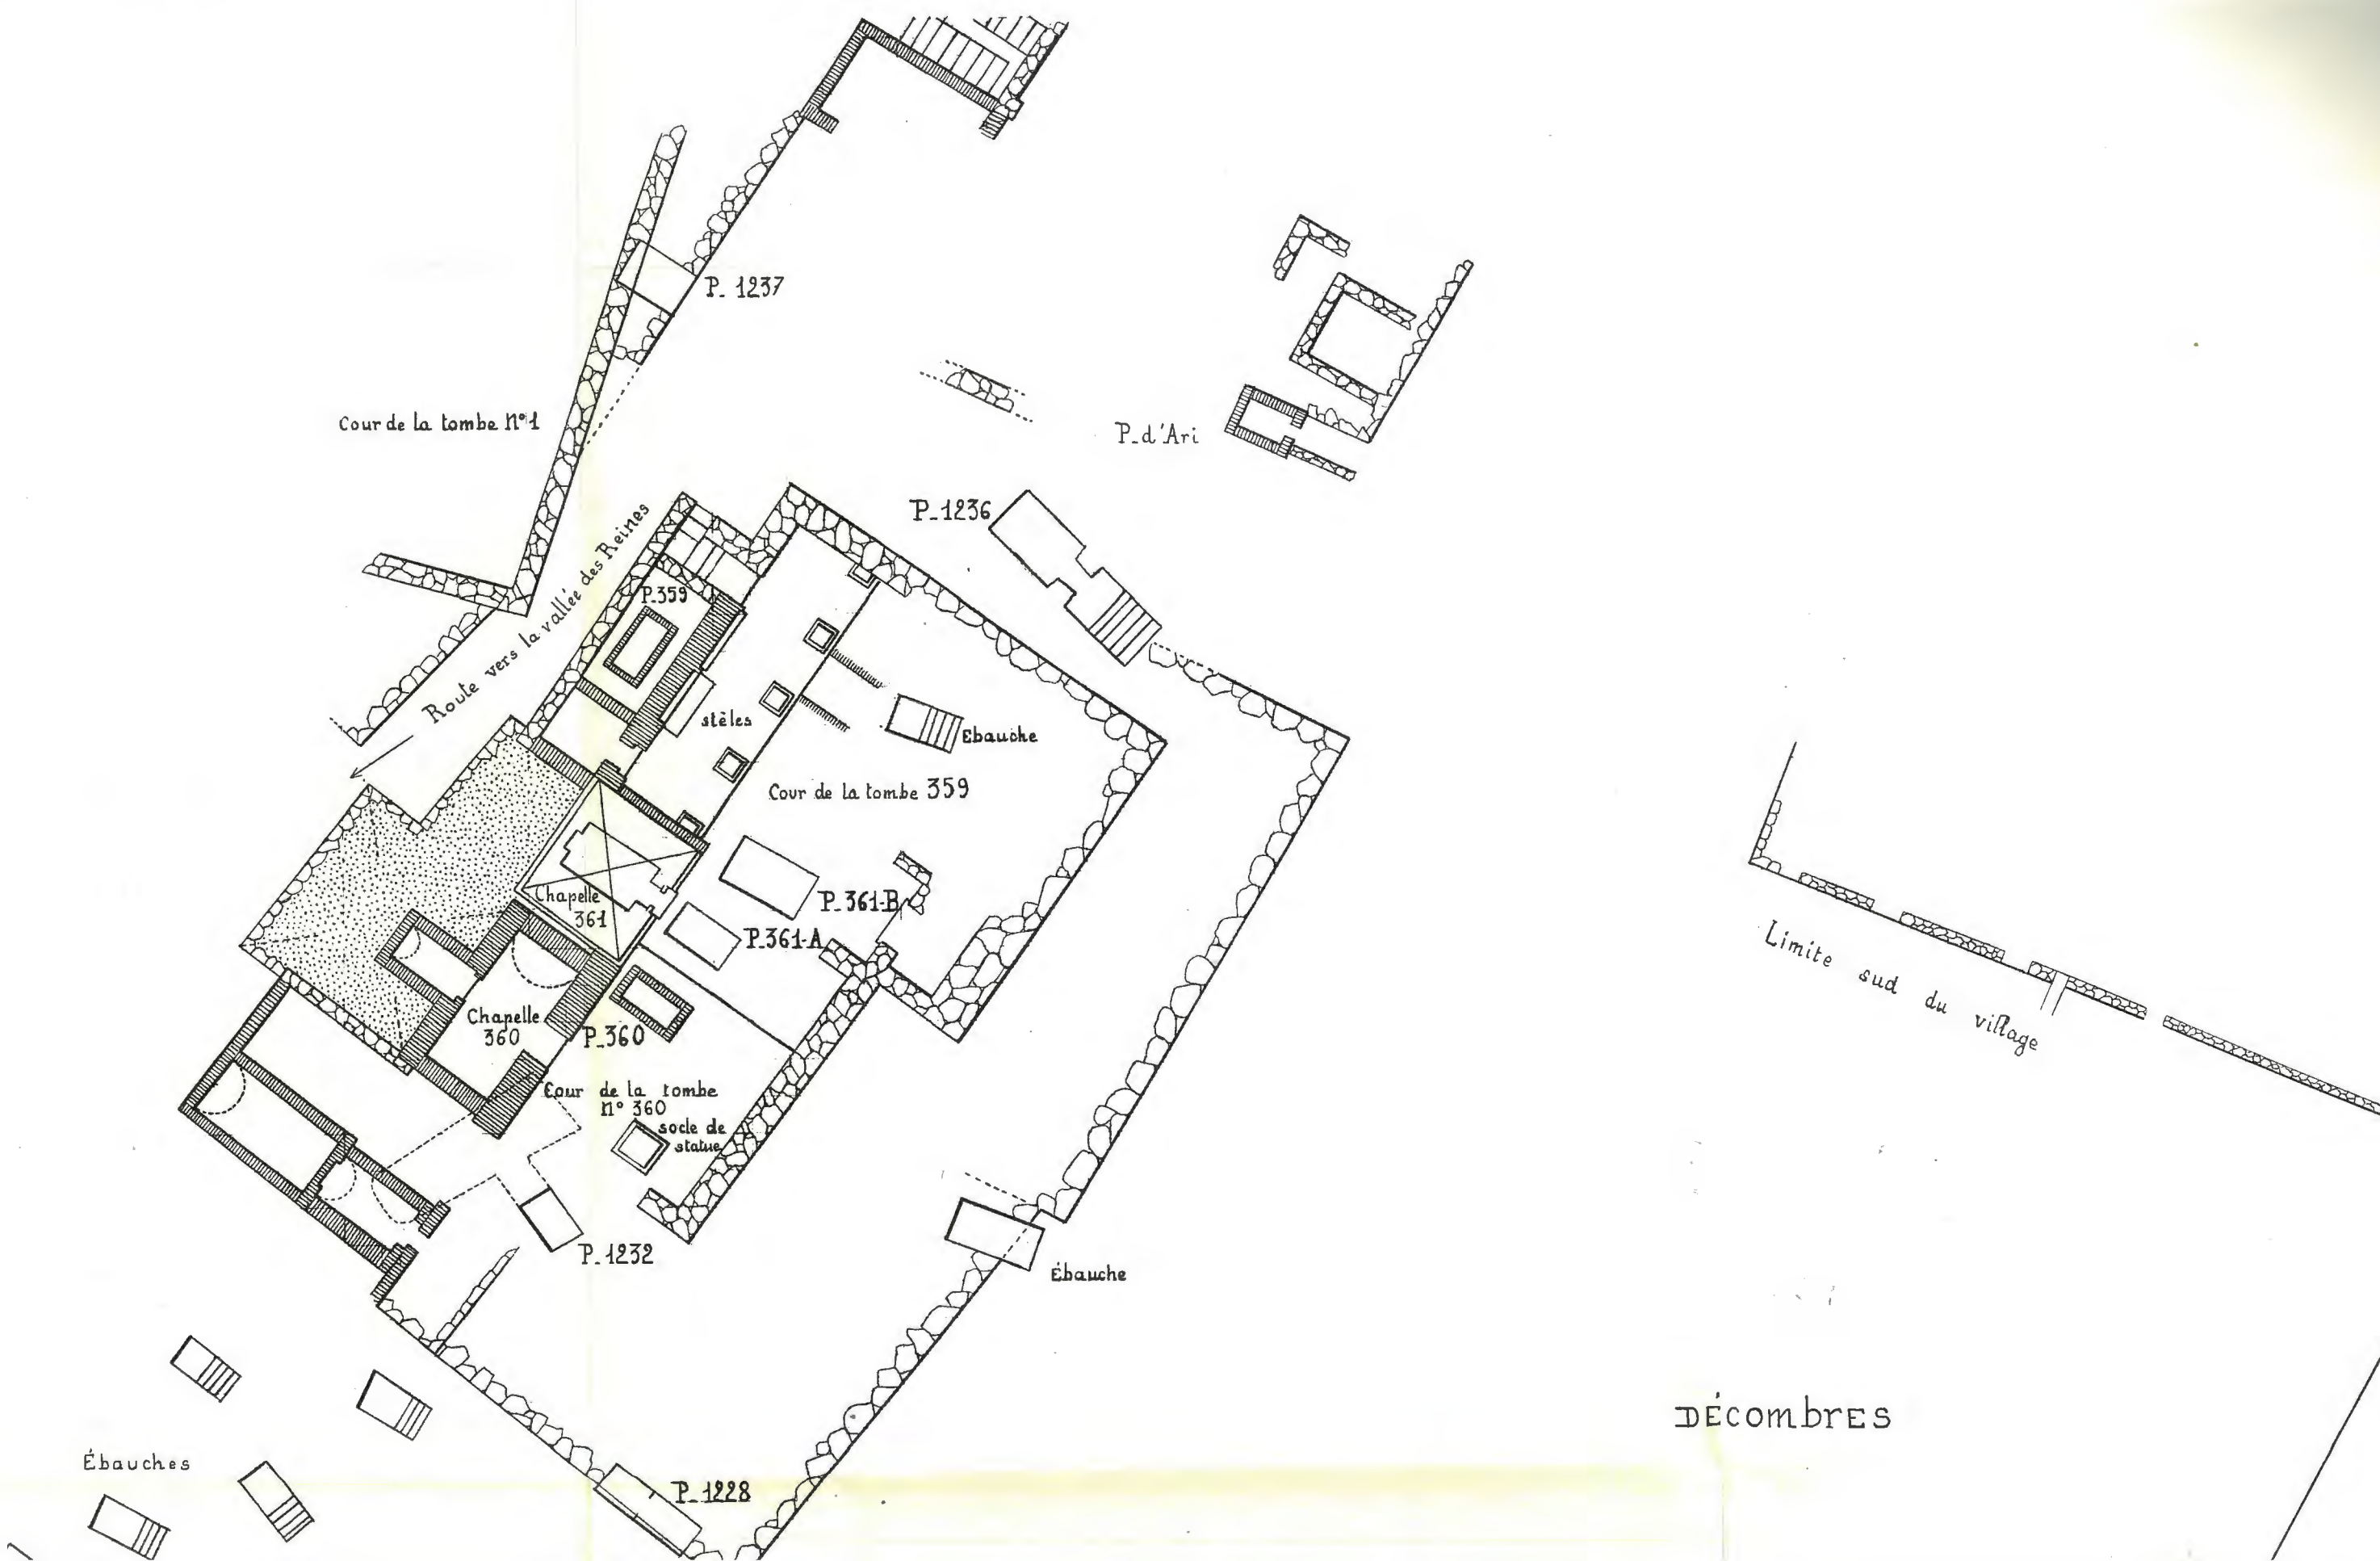 P. 1237
Cour de la tombe N° 1
P. d'Ari
P. 1236
Route vers la vallée des Reines
P. 359
stèles
Ebauche
Cour de la tombe 359
P. 361-B
Chapelle
361
P. 361-A
Chapelle
360
P. 360
Limite sud du village
Cour de la tombe
N° 360
socle de
statue
P. 1232
Ébauche
DÉCOMBRES
Ébauches
P. 1228